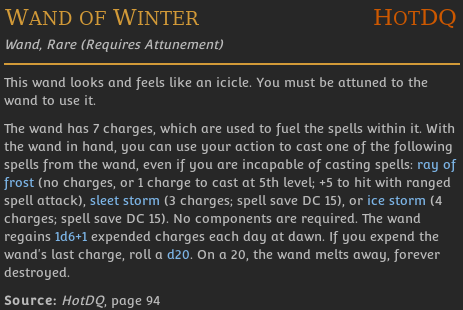 Wand of Winter HotDQ
Wand, Rare (Requires Attunement)
This wand looks and feels like an icicle. You must be attuned to the
wand to use it.
The wand has 7 charges, which are used to fuel the spells within it. With
the wand in hand, you can use your action to cast one of the following
spells from the wand, even if you are incapable of casting spells: ray of
frost (no charges, or 1 charge to cast at 5th level; +5 to hit with ranged
spell attack), sleet storm (3 charges; spell save DC 15), or ice storm (4
charges; spell save DC 15). No components are required. The wand
regains 1d6+1 expended charges each day at dawn. If you expend the
wand's last charge, roll a d20. On a 20, the wand melts away, forever
destroyed.
Source: HotDQ, page 94